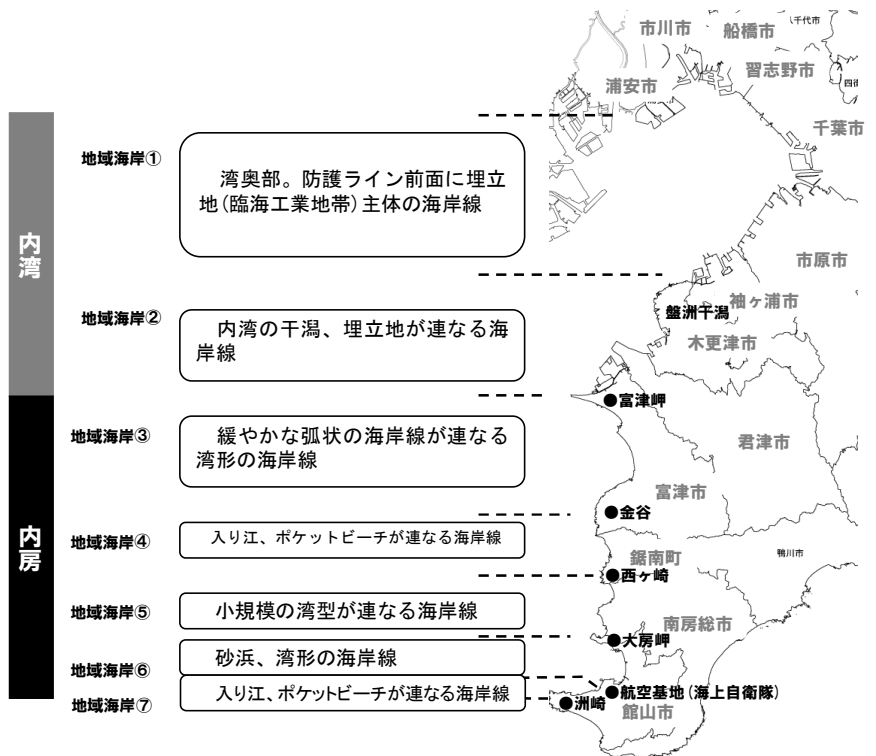 市川市
船橋市
八千代市
習志野市
浦安市
千葉市
内湾
地域海岸①
湾奥部。防護ライン前面に埋立
地(臨海工業地帯)主体の海岸線
市原市
袖ヶ浦市
盤洲干潟
木更津市
地域海岸②
内湾の干潟、埋立地が連なる海
岸線
富津岬
内房
地域海岸③
緩やかな弧状の海岸線が連なる
湾形の海岸線
君津市
富津市
金谷
地域海岸④
入り江、ポケットビーチが連なる海岸線
鋸南町
鴨川市
西ヶ崎
地域海岸⑤
小規模の湾型が連なる海岸線
南房総市
大房岬
地域海岸⑥
砂浜、湾形の海岸線
地域海岸⑦
入り江、ポケットビーチが連なる海岸線
航空基地(海上自衛隊)
洲崎
館山市